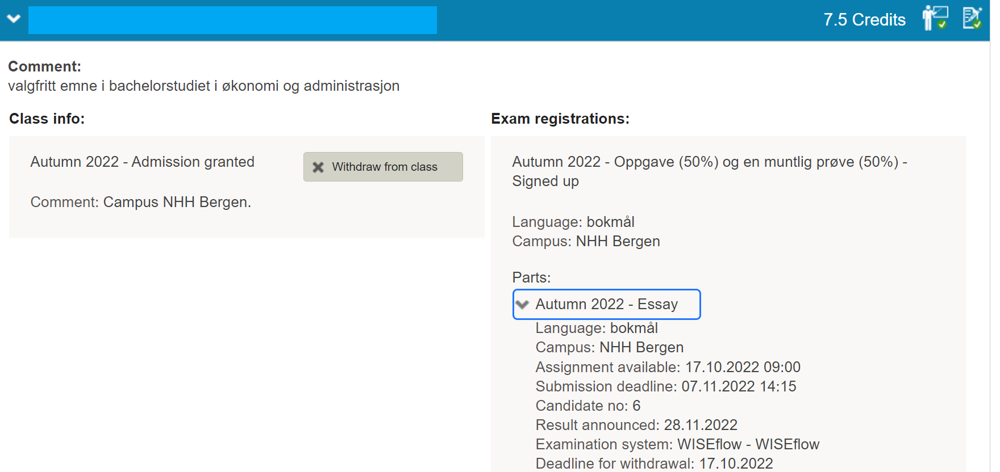 7.5 Credits
Comment:
valgfritt emne i bachelorstudiet i økonomi og administrasjon
Class info:
Autumn 2022 - Admission granted
Withdraw from class
Comment: Campus NHH Bergen.
Exam registrations:
Autumn 2022 - Oppgave (50%) og en muntlig prøve (50%) -
Signed up
Language: bokmål
Campus: NHH Bergen
Parts:
Autumn 2022 - Essay
Language: bokmål
Campus: NHH Bergen
Assignment available: 17.10.2022 09:00
Submission deadline: 07.11.2022 14:15
Candidate no: 6
Result announced: 28.11.2022
Examination system: WISEflow - WISEflow
Deadline for withdrawal: 17.10.2022